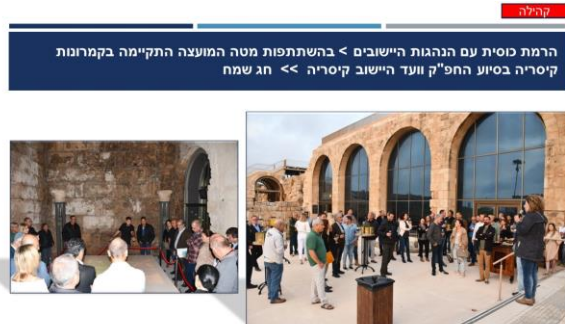 קהילה
הרמת כוסית עם הנהגות היישובים > בהשתתפות מטה המועצה התקיימה בקמרונות
קיסריה בסיוע החפ"ק וועד היישוב קיסריה >> חג שמח